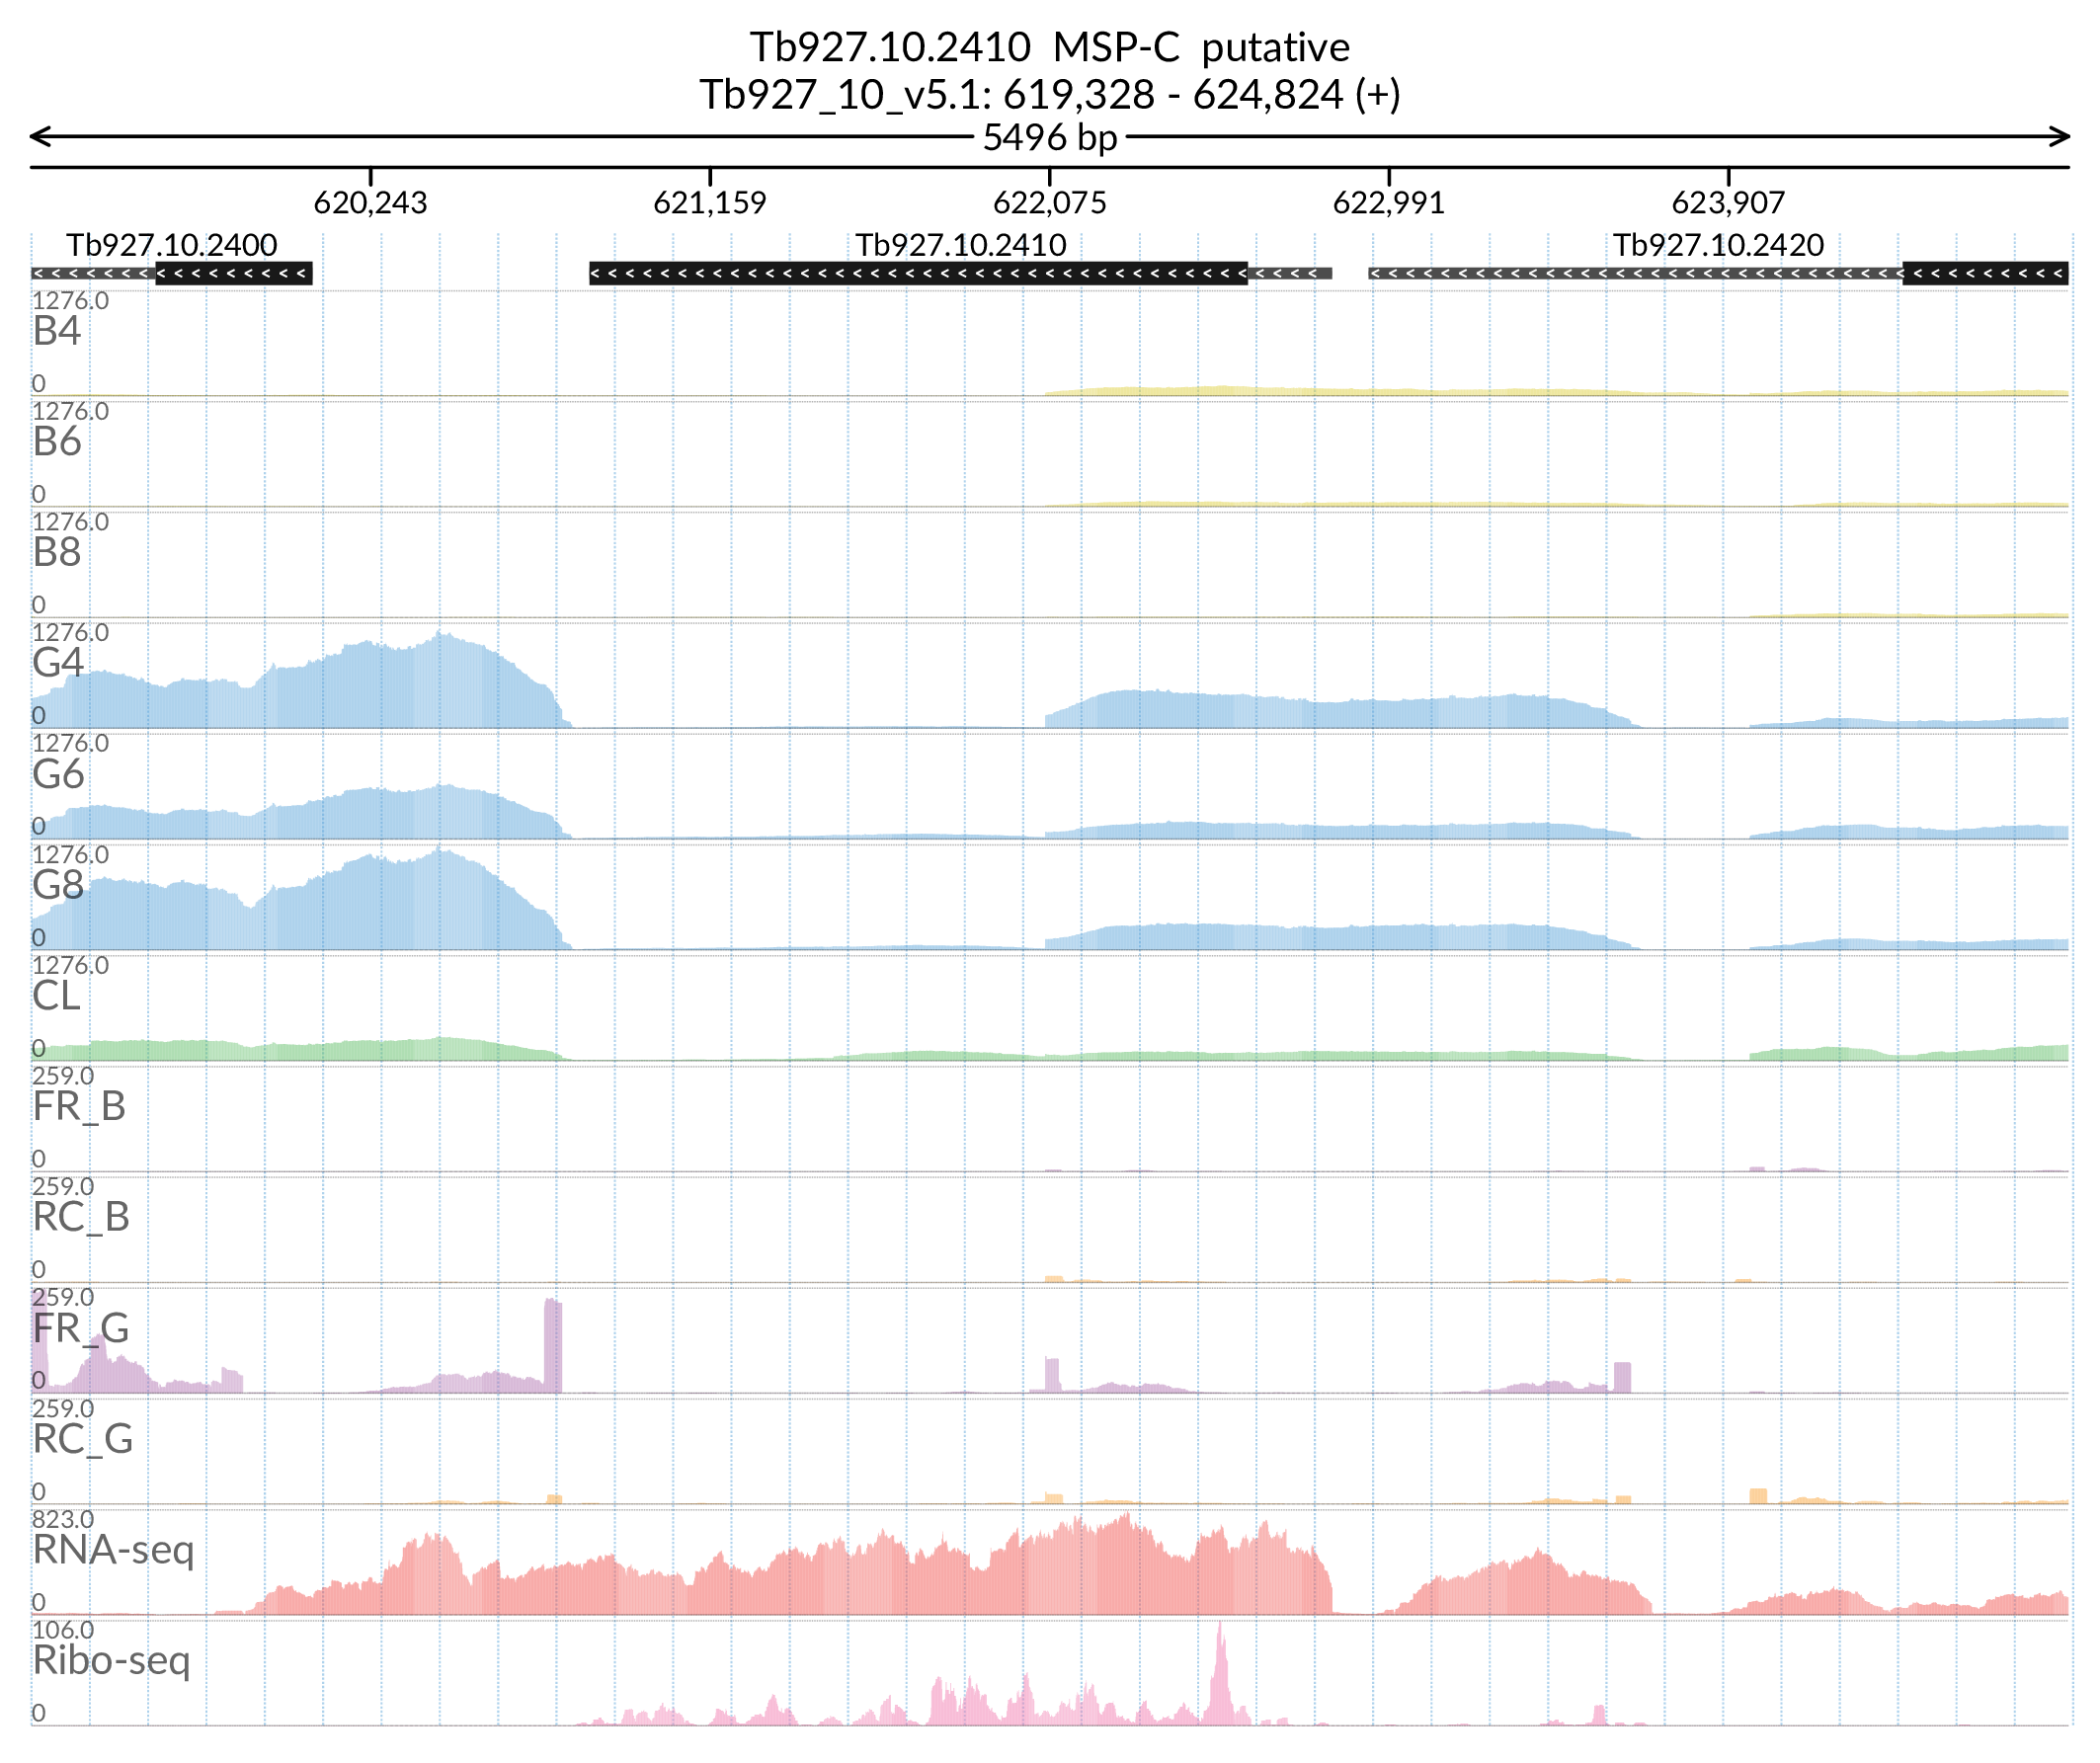 Tb927.10.2410 MSP-C putative
Tb927_10_v5.1: 619,328 - 624,824 (+)
5496 bp
620,243 621,159 622,075 622,991 623,907
Tb927.10.2400 Tb927.10.2410 Tb927.10.2420
1276.0
B4
0
1276.0
B6
0
1276.0
B8
0
1276.0
G4
0
1276.0
G6
0
1276.0
G8
0
1276.0
CL
0
259.0
FR_B
0
259.0
RC_B
0
259.0
FR_G
0
259.0
RC_G
0
823.0
RNA-seq
0
106.0
Ribo-seq
0